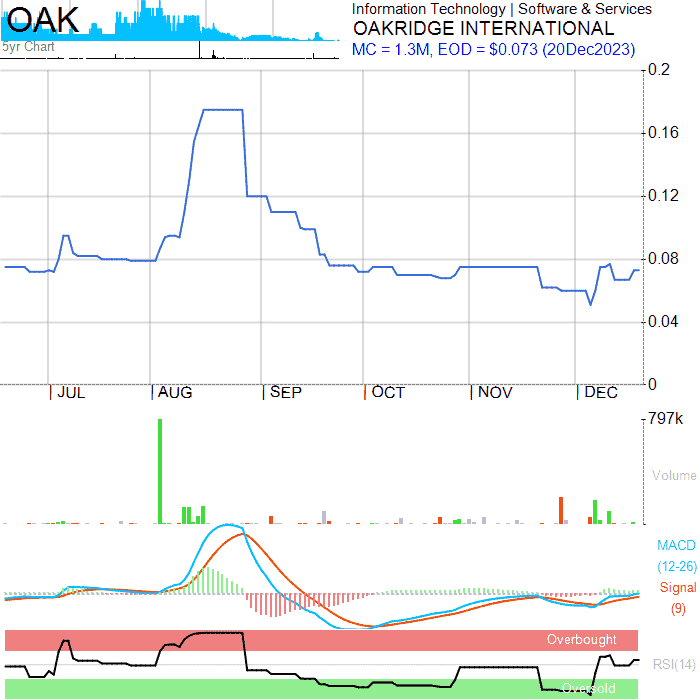 OAK
5yr Chart
Information Technology | Software & Services
OAKRIDGE INTERNATIONAL
MC = 1.3M, EOD = $0.073 (20Dec2023)
0.2
0.16
0.12
0.08
0.04
0
JUL
AUG
SEP
OCT
NOV
DEC
797k
Volume
MACD
(12-26)
Signal
(9)
Overbought
RSI(14)
Oversold